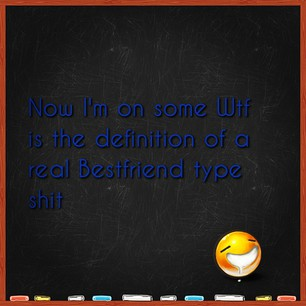 Now I'm on some Wtf
is the definition of a
real Bestfriend type
shit